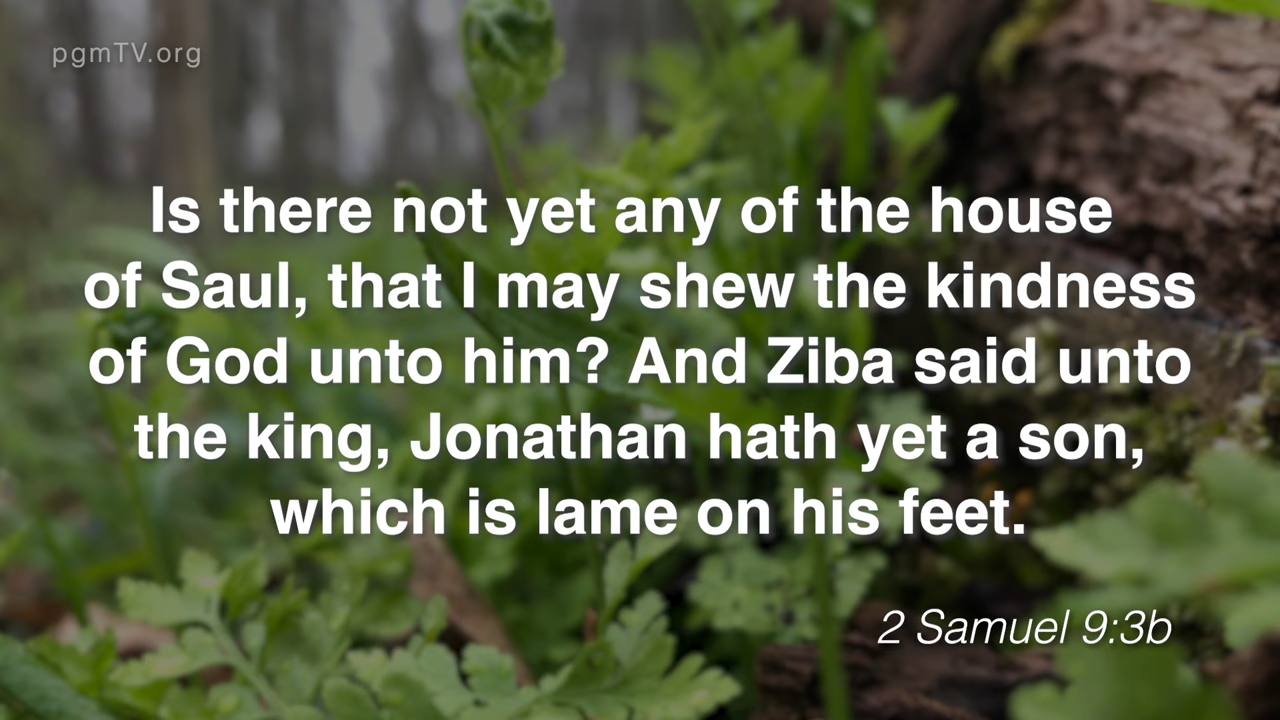 pgmTV.org
Is there not yet any of the house
of Saul, that I may shew the kindness
of God unto him? And Ziba said unto
the king, Jonathan hath yet a son,
which is lame on his feet.
2 Samuel 9:3b